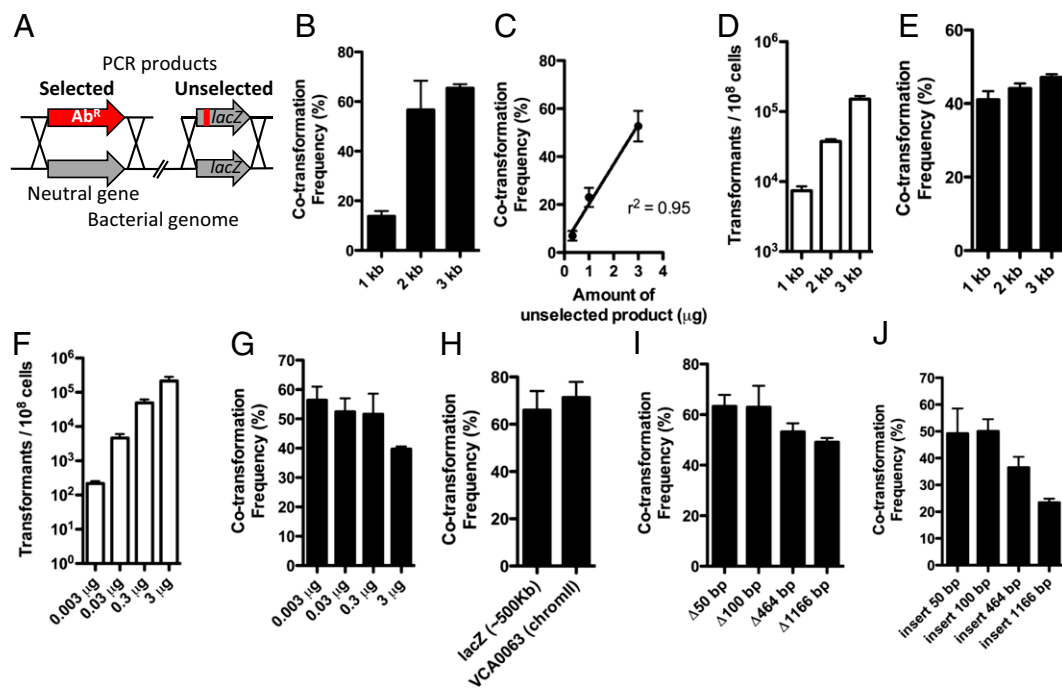 A
PCR products
Selected
Unselected
Ab^R
lacZ
lacZ
Neutral gene
Bacterial genome
B
Co-transformation
Frequency (%)
80
60
40
20
0
1 kb
2 kb
3 kb
C
Co-transformation
Frequency (%)
80
60
40
20
0
r² = 0.95
0 1 2 3 4
Amount of
unselected product (μg)
D
Transformants / 10⁸ cells
10⁶
10⁵
10⁴
10³
1 kb
2 kb
3 kb
E
Co-transformation
Frequency (%)
60
40
20
0
1 kb
2 kb
3 kb
F
Transformants / 10⁸ cells
10⁶
10⁵
10⁴
10³
10²
10¹
10⁰
0.003 μg
0.03 μg
0.3 μg
3 μg
G
Co-transformation
Frequency (%)
70
60
50
40
30
20
10
0
0.003 μg
0.03 μg
0.3 μg
3 μg
H
Co-transformation
Frequency (%)
80
60
40
20
0
lacZ (~500Kb)
VCA0063 (chromII)
I
Co-transformation
Frequency (%)
80
60
40
20
0
Δ50 bp
Δ100 bp
Δ464 bp
Δ1166 bp
J
Co-transformation
Frequency (%)
70
60
50
40
30
20
10
0
insert 50 bp
insert 100 bp
insert 464 bp
insert 1166 bp